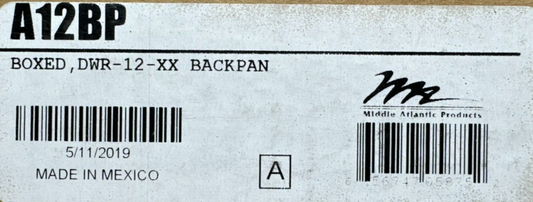 A12BP
BOXED,DWR-12-XX BACKPAN
Middle Atlantic Products
5/11/2019
MADE IN MEXICO
A